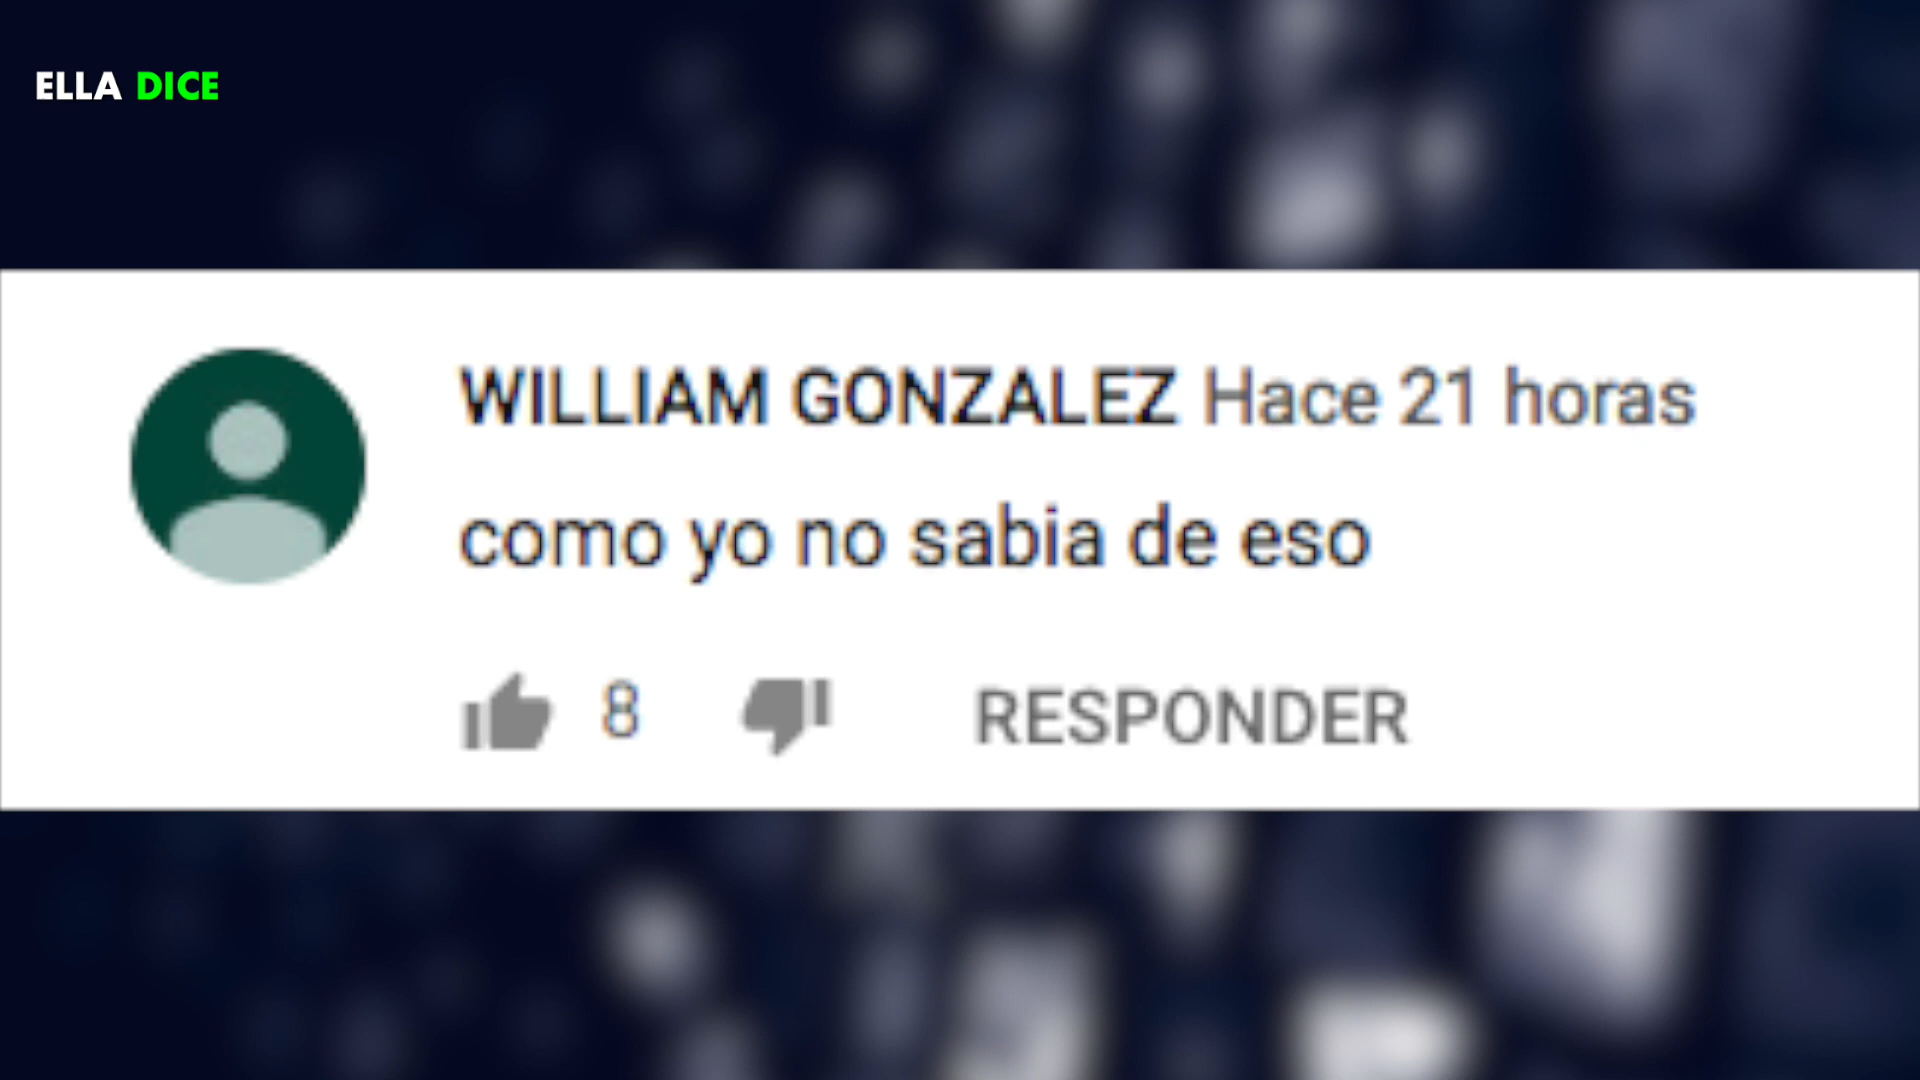 ELLA DICE
WILLIAM GONZALEZ Hace 21 horas
como yo no sabia de eso
8 RESPONDER